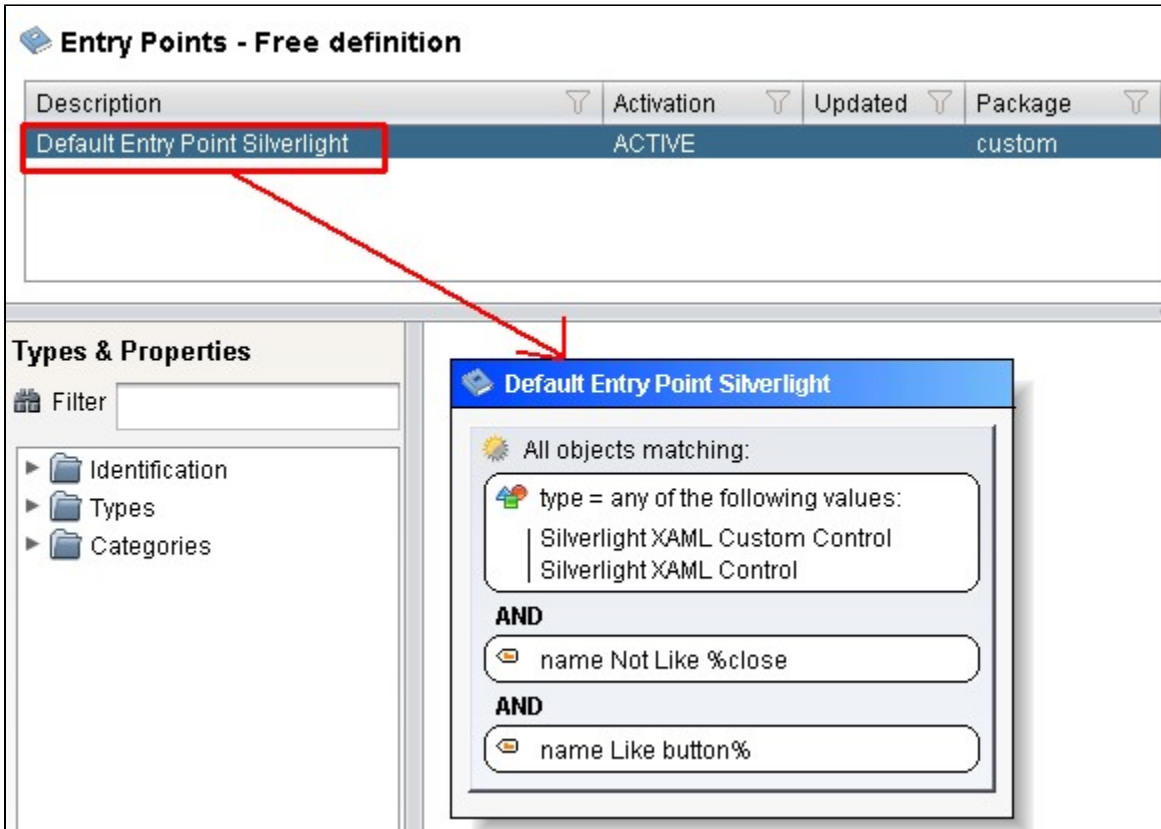 Entry Points - Free definition
Description Activation Updated Package
Default Entry Point Silverlight ACTIVE custom
Types & Properties
Filter
Identification
Types
Categories
Default Entry Point Silverlight
All objects matching:
type = any of the following values:
Silverlight XAML Custom Control
Silverlight XAML Control
AND
name Not Like %close
AND
name Like button%